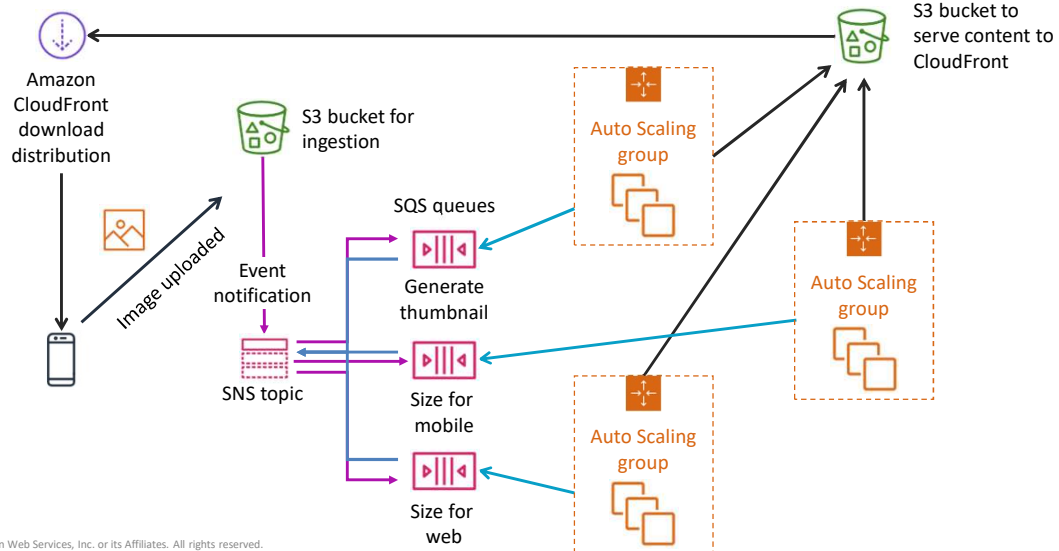 S3 bucket to
serve content to
CloudFront
Amazon
CloudFront
download
distribution
S3 bucket for
ingestion
Auto Scaling
group
SQS queues
Image uploaded
Event
notification
Generate
thumbnail
Auto Scaling
group
SNS topic
Size for
mobile
Auto Scaling
group
Size for
web
n Web Services, Inc. or its Affiliates. All rights reserved.